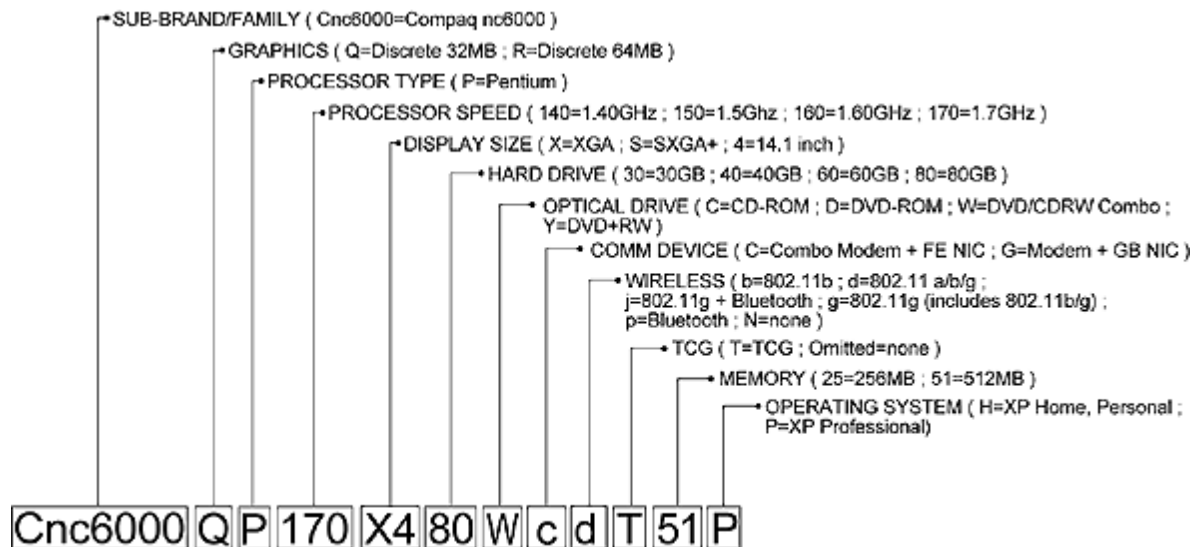 SUB-BRAND/FAMILY ( Cnc6000=Compaq nc6000 )
GRAPHICS ( Q=Discrete 32MB ; R=Discrete 64MB )
PROCESSOR TYPE ( P=Pentium )
PROCESSOR SPEED ( 140=1.40GHz ; 150=1.5Ghz ; 160=1.60GHz ; 170=1.7GHz )
DISPLAY SIZE ( X=XGA ; S=SXGA+ ; 4=14.1 inch )
HARD DRIVE ( 30=30GB ; 40=40GB ; 60=60GB ; 80=80GB )
OPTICAL DRIVE ( C=CD-ROM ; D=DVD-ROM ; W=DVD/CDRW Combo ;
Y=DVD+RW )
COMM DEVICE ( C=Combo Modem + FE NIC ; G=Modem + GB NIC )
WIRELESS ( b=802.11b ; d=802.11 a/b/g ;
j=802.11g + Bluetooth ; g=802.11g (includes 802.11b/g) ;
p=Bluetooth ; N=none )
TCG ( T=TCG ; Omitted=none )
MEMORY ( 25=256MB ; 51=512MB )
OPERATING SYSTEM ( H=XP Home, Personal ;
P=XP Professional)
Cnc6000 Q P 170 X4 80 W c d T 51 P